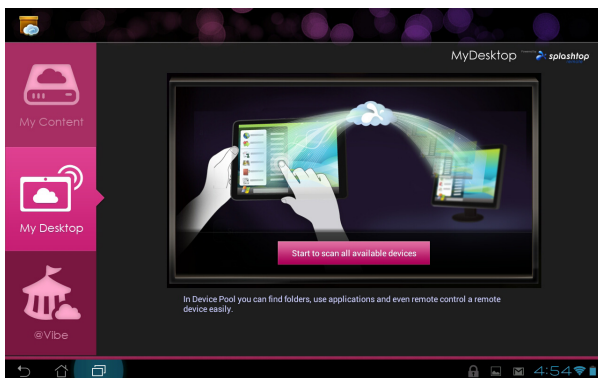 MyDesktop splashtop
My Content
My Desktop
@Vibe
Start to scan all available devices
In Device Pool you can find folders, use applications and even remote control a remote
device easily.
4:54